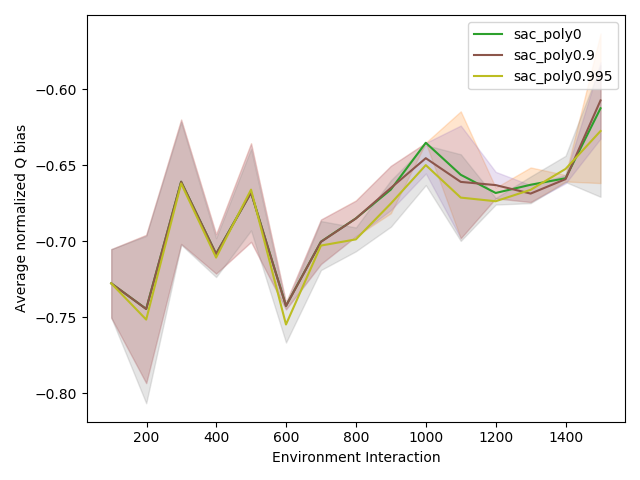 sac_poly0
sac_poly0.9
sac_poly0.995
Average normalized Q bias
−0.60
−0.65
−0.70
−0.75
−0.80
200 400 600 800 1000 1200 1400
Environment Interaction